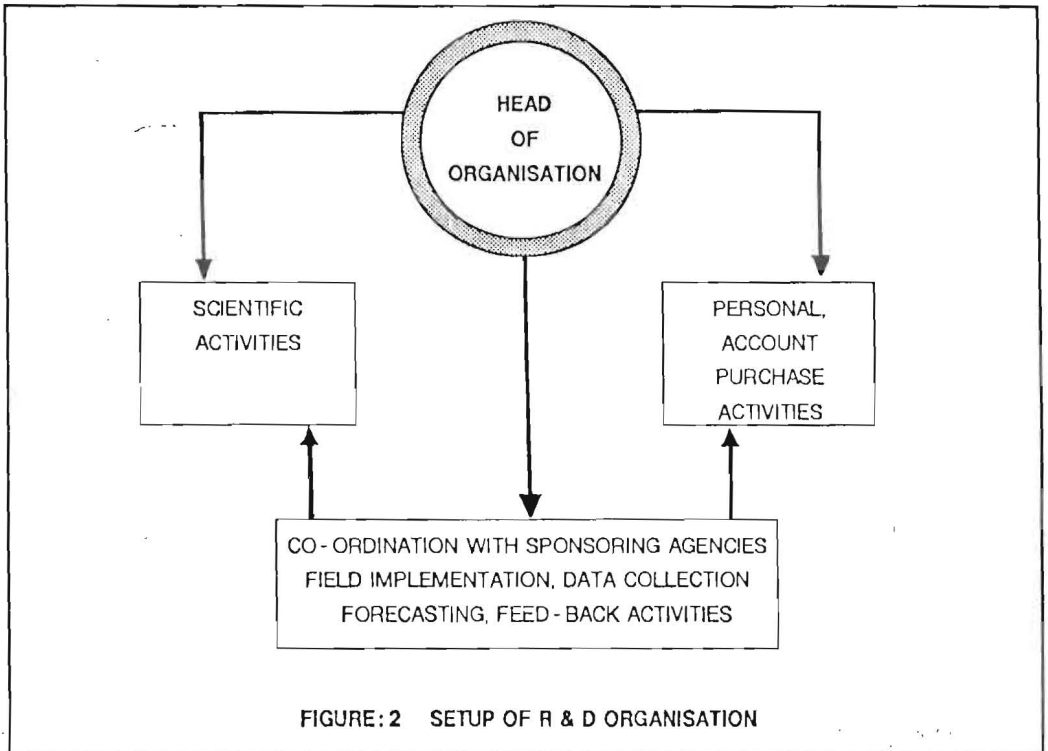 HEAD
OF
ORGANISATION
SCIENTIFIC
ACTIVITIES
PERSONAL,
ACCOUNT
PURCHASE
ACTIVITIES
CO-ORDINATION WITH SPONSORING AGENCIES
FIELD IMPLEMENTATION, DATA COLLECTION
FORECASTING, FEED-BACK ACTIVITIES
FIGURE: 2 SETUP OF R & D ORGANISATION